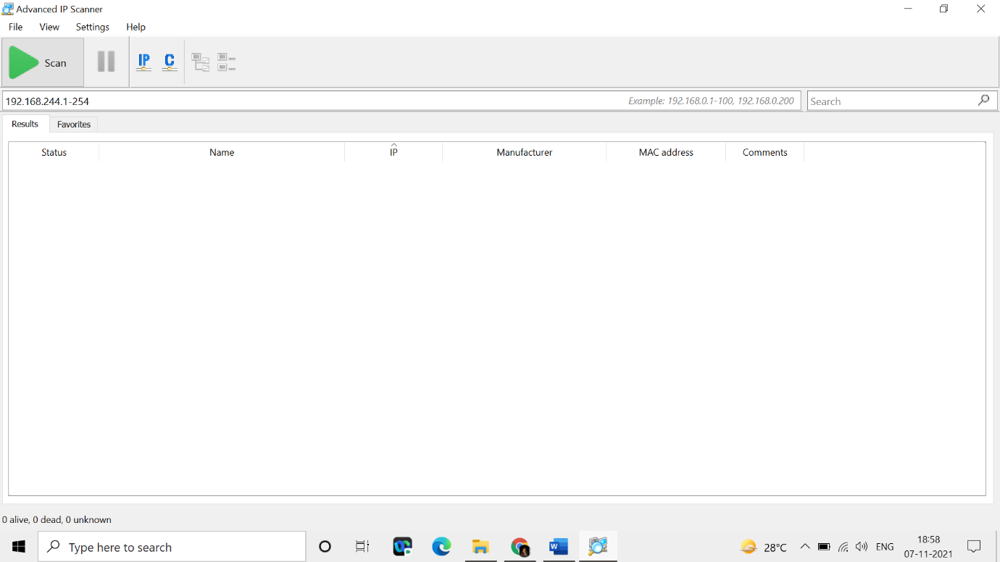 Advanced IP Scanner
File View Settings Help
Scan IP C
192.168.244.1-254 Example: 192.168.0.1-100, 192.168.0.200 Search
Results Favorites
Status Name IP Manufacturer MAC address Comments
0 alive, 0 dead, 0 unknown
Type here to search W 28°C ENG 18:58
07-11-2021